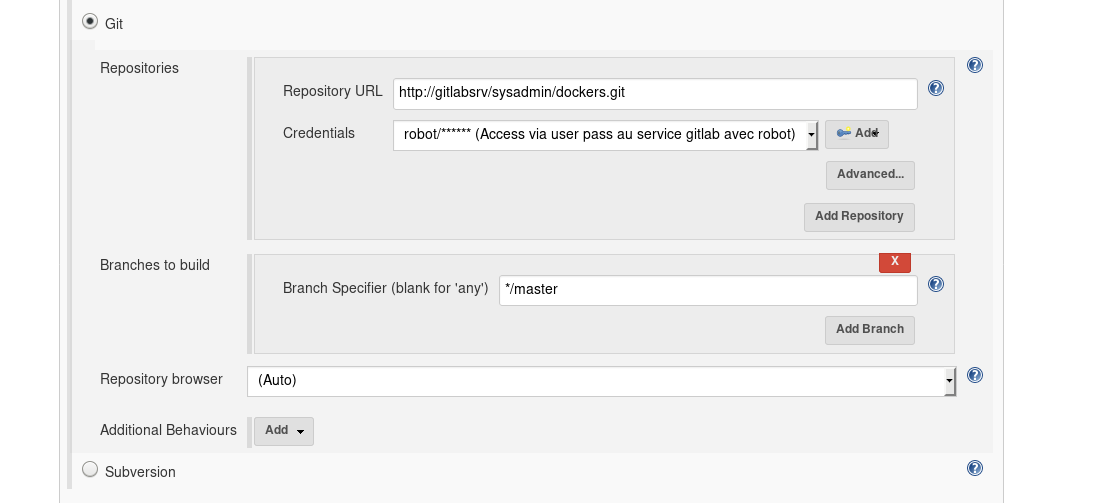 Git
Repositories
Repository URL http://gitlabsrv/sysadmin/dockers.git
Credentials robot/****** (Access via user pass au service gitlab avec robot) Add
Advanced...
Add Repository
Branches to build
X
Branch Specifier (blank for 'any') */master
Add Branch
Repository browser (Auto)
Additional Behaviours Add
Subversion